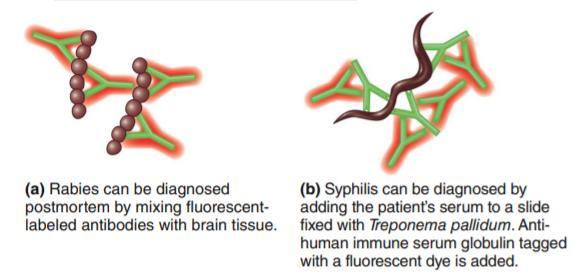 (a) Rabies can be diagnosed
postmortem by mixing fluorescent-
labeled antibodies with brain tissue.
(b) Syphilis can be diagnosed by
adding the patient's serum to a slide
fixed with Treponema pallidum. Anti-
human immune serum globulin tagged
with a fluorescent dye is added.